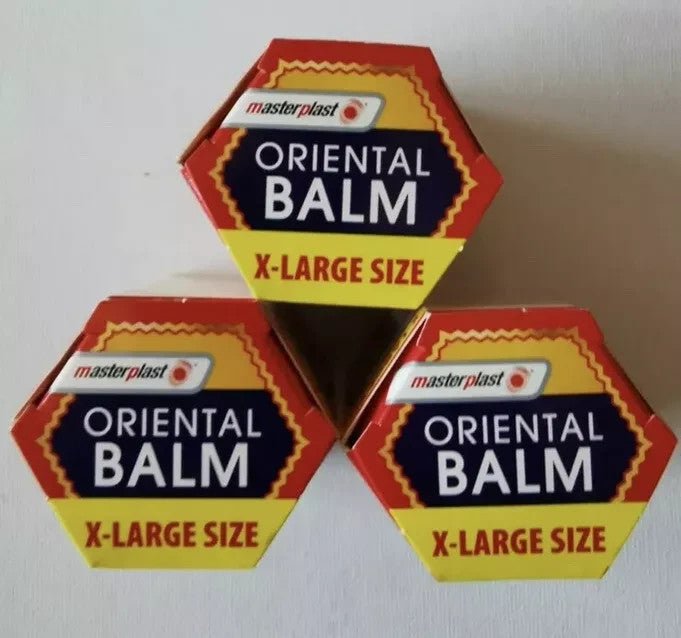 masterplast
ORIENTAL
BALM
X-LARGE SIZE
masterplast
ORIENTAL
BALM
X-LARGE SIZE
masterplast
ORIENTAL
BALM
X-LARGE SIZE